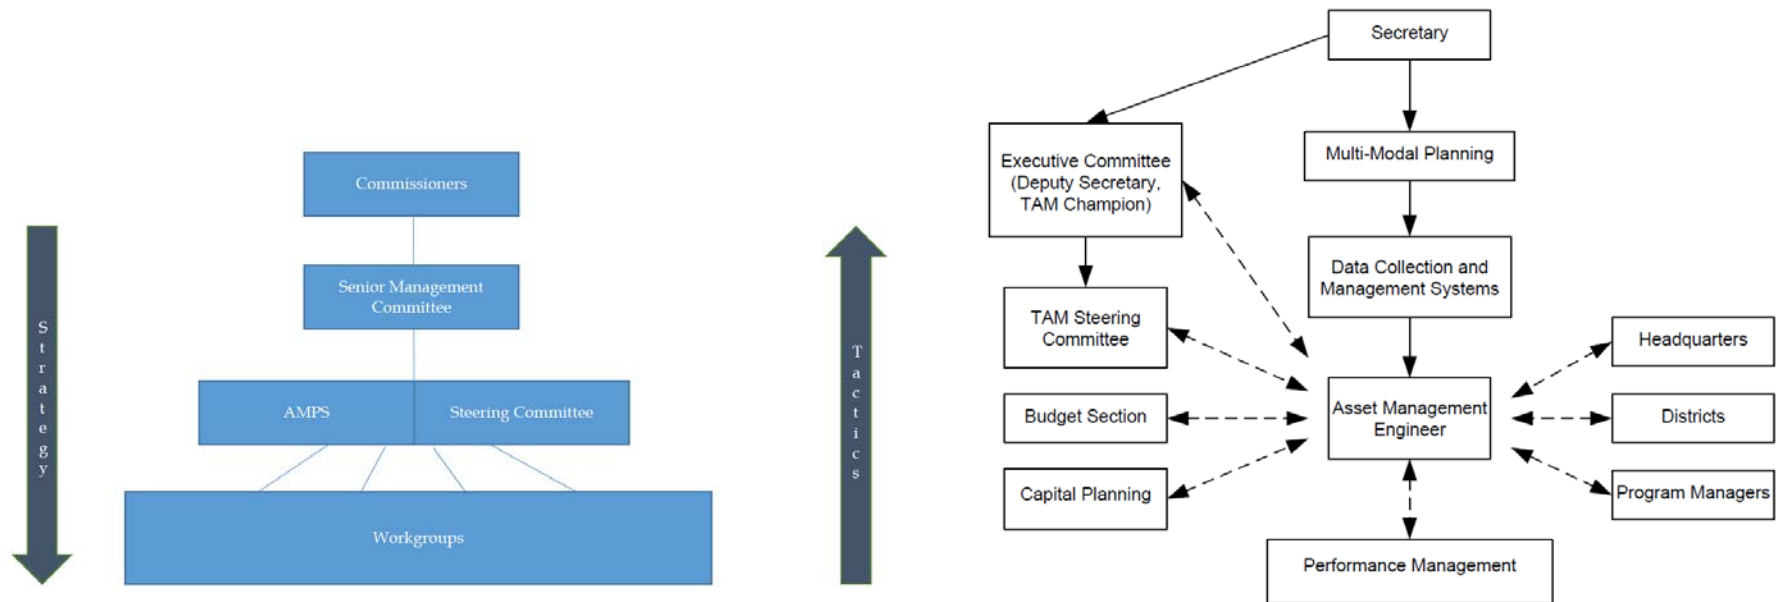 Commissioners
Senior Management
Committee
AMPS
Steering Committee
Workgroups
Strategy
Tactics
Secretary
Executive Committee
(Deputy Secretary,
TAM Champion)
Multi-Modal Planning
Data Collection and
Management Systems
TAM Steering
Committee
Headquarters
Budget Section
Asset Management
Engineer
Districts
Capital Planning
Program Managers
Performance Management